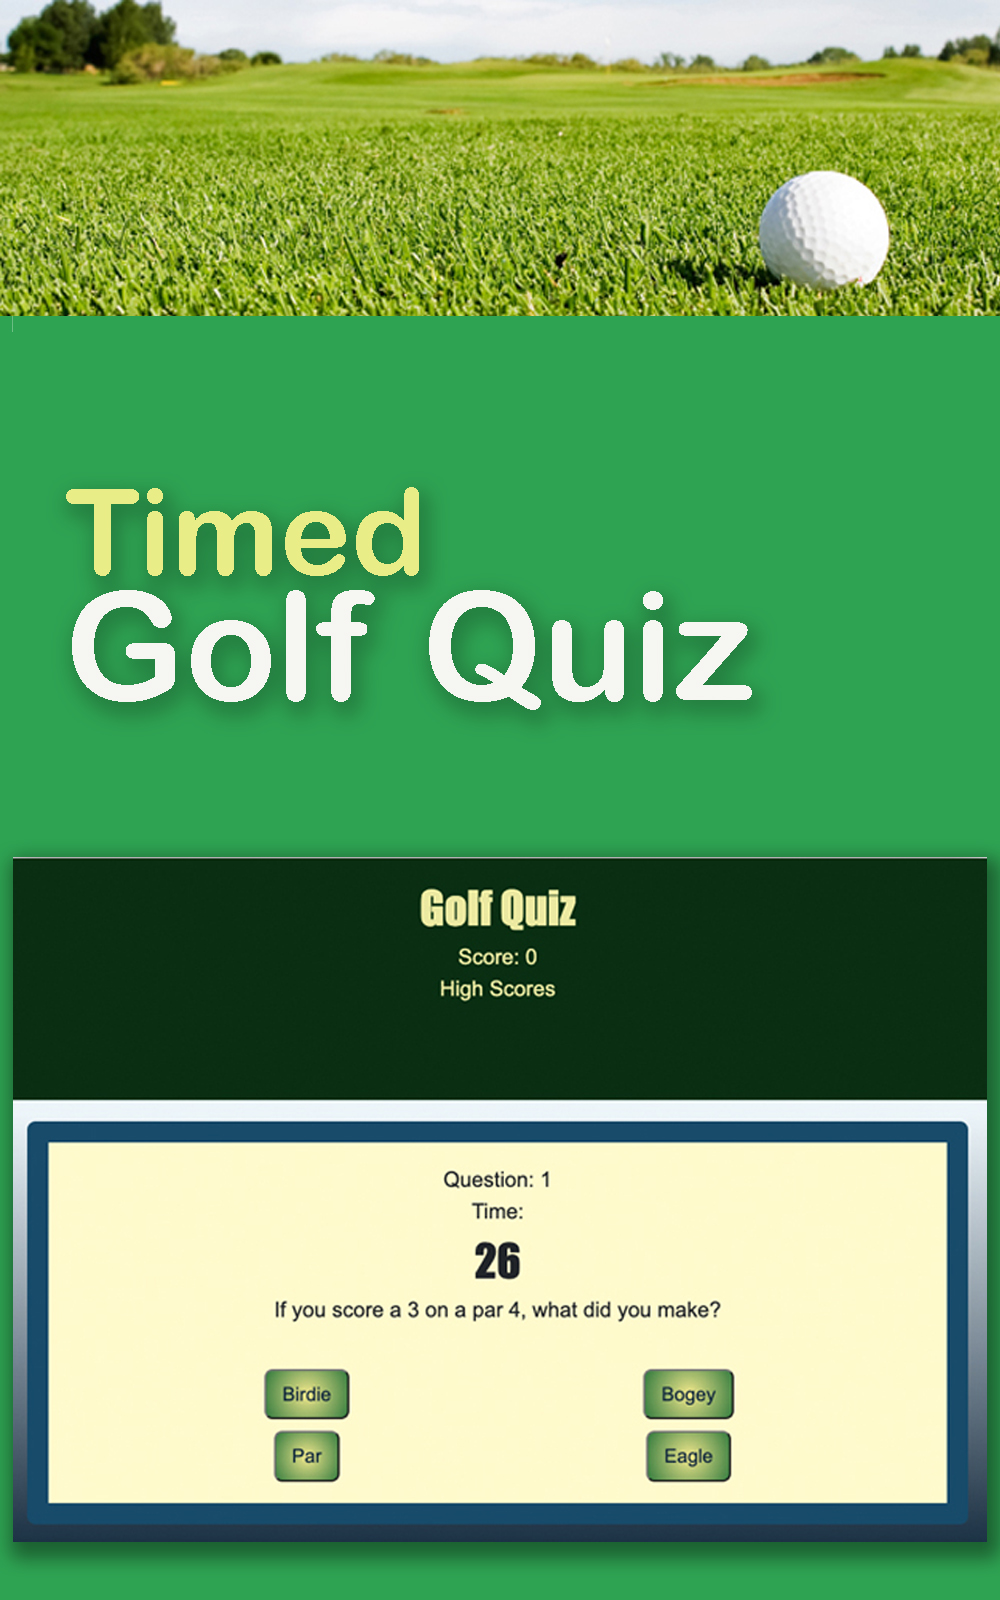 Timed
Golf Quiz
Golf Quiz
Score: 0
High Scores
Question: 1
Time:
26
If you score a 3 on a par 4, what did you make?
Birdie
Bogey
Par
Eagle